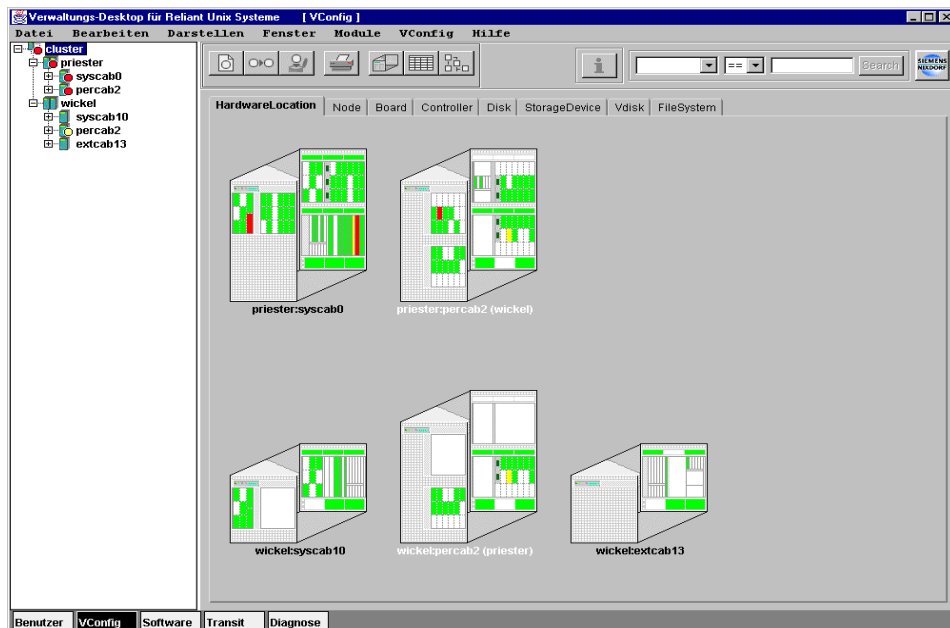 Verwaltungs-Desktop für Reliant Unix Systeme [ VConfig ]
Datei Bearbeiten Darstellen Fenster Module VConfig Hilfe
cluster
priester
syscab0
percab2
wickel
syscab10
percab2
extcab13
i == Search SIEMENS NIXDORF
HardwareLocation Node Board Controller Disk StorageDevice Vdisk FileSystem
priester:syscab0 priester:percab2 (wickel)
wickel:syscab10 wickel:percab2 (priester) wickel:extcab13
Benutzer VConfig Software Transit Diagnose